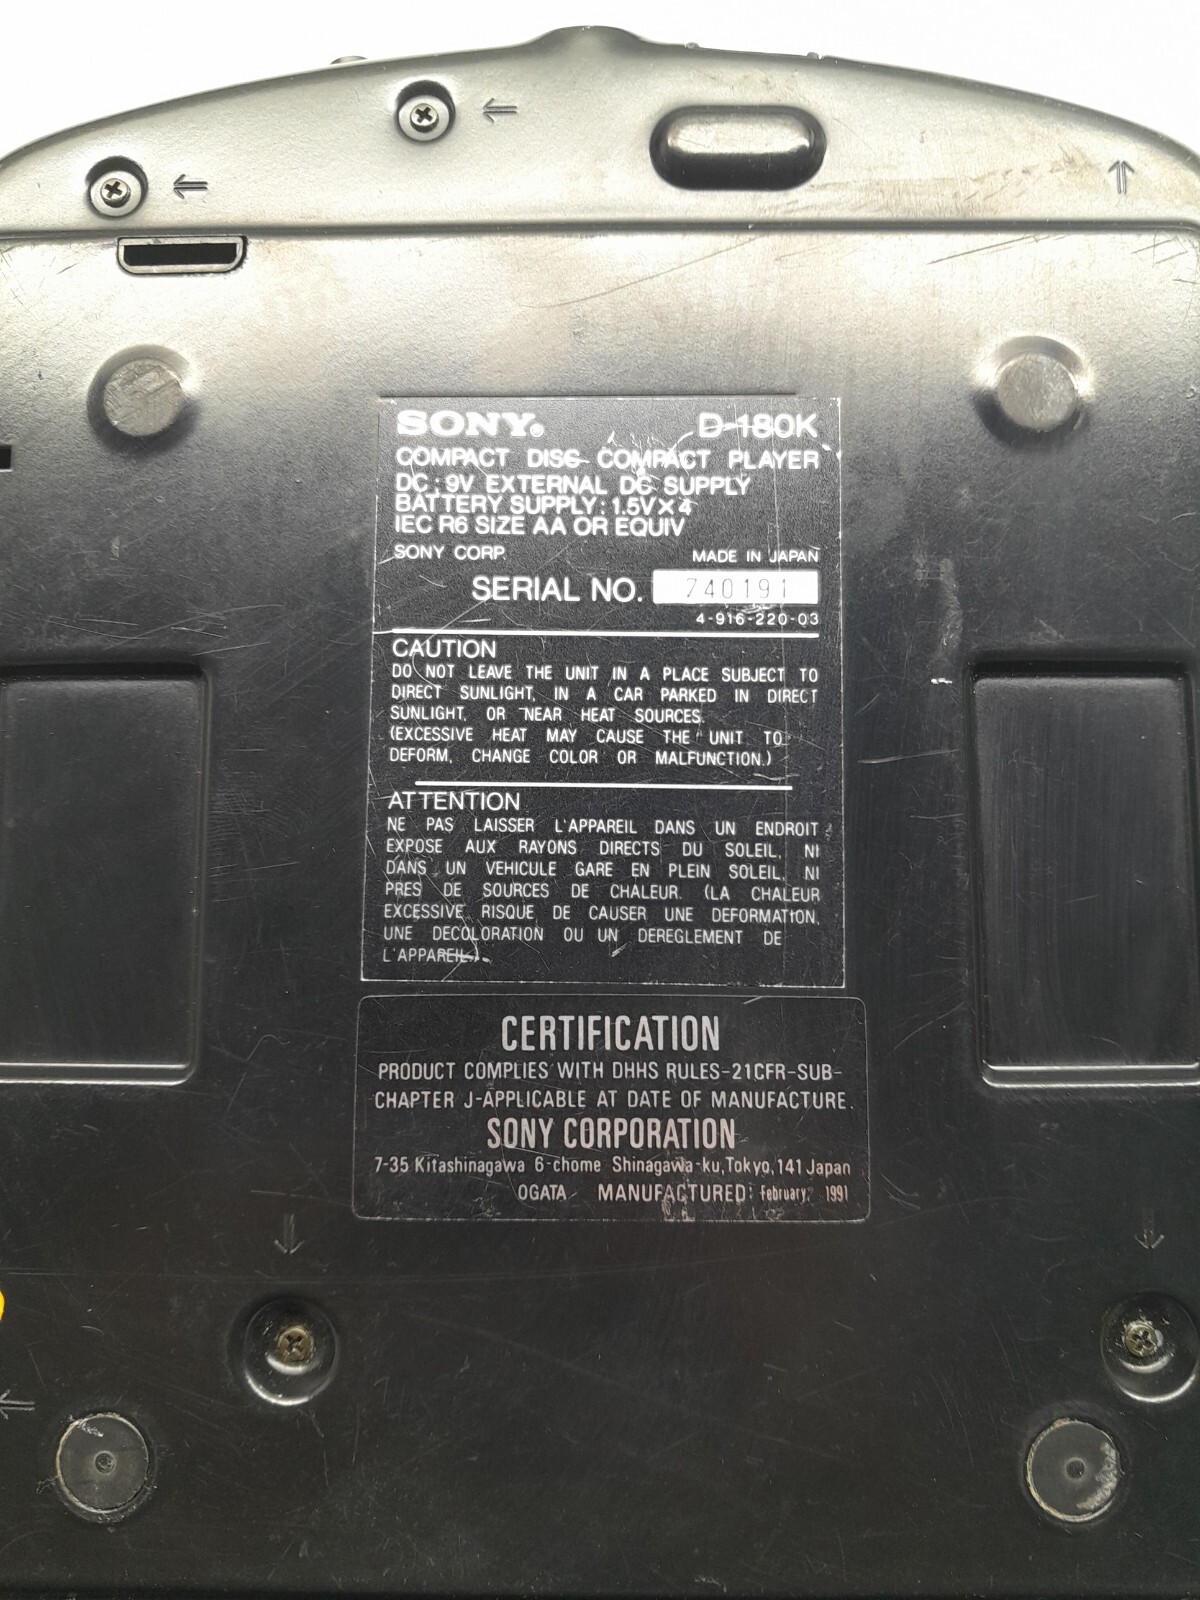 SONY® D-180K
COMPACT DISC COMPACT PLAYER
DC : 9V EXTERNAL DC SUPPLY
BATTERY SUPPLY : 1.5V×4
IEC R6 SIZE AA OR EQUIV
SONY CORP. MADE IN JAPAN
SERIAL NO. 740191
4-916-220-03
CAUTION
DO NOT LEAVE THE UNIT IN A PLACE SUBJECT TO
DIRECT SUNLIGHT, IN A CAR PARKED IN DIRECT
SUNLIGHT, OR NEAR HEAT SOURCES.
(EXCESSIVE HEAT MAY CAUSE THE UNIT TO
DEFORM, CHANGE COLOR OR MALFUNCTION.)
ATTENTION
NE PAS LAISSER L'APPAREIL DANS UN ENDROIT
EXPOSE AUX RAYONS DIRECTS DU SOLEIL, NI
DANS UN VEHICULE GARE EN PLEIN SOLEIL, NI
PRES DE SOURCES DE CHALEUR. (LA CHALEUR
EXCESSIVE RISQUE DE CAUSER UNE DEFORMATION,
UNE DECOLORATION OU UN DEREGLEMENT DE
L'APPAREIL.)
CERTIFICATION
PRODUCT COMPLIES WITH DHHS RULES-21CFR-SUB-
CHAPTER J-APPLICABLE AT DATE OF MANUFACTURE.
SONY CORPORATION
7-35 Kitashinagawa 6-chome Shinagawa-ku, Tokyo, 141 Japan
OGATA MANUFACTURED: February, 1991